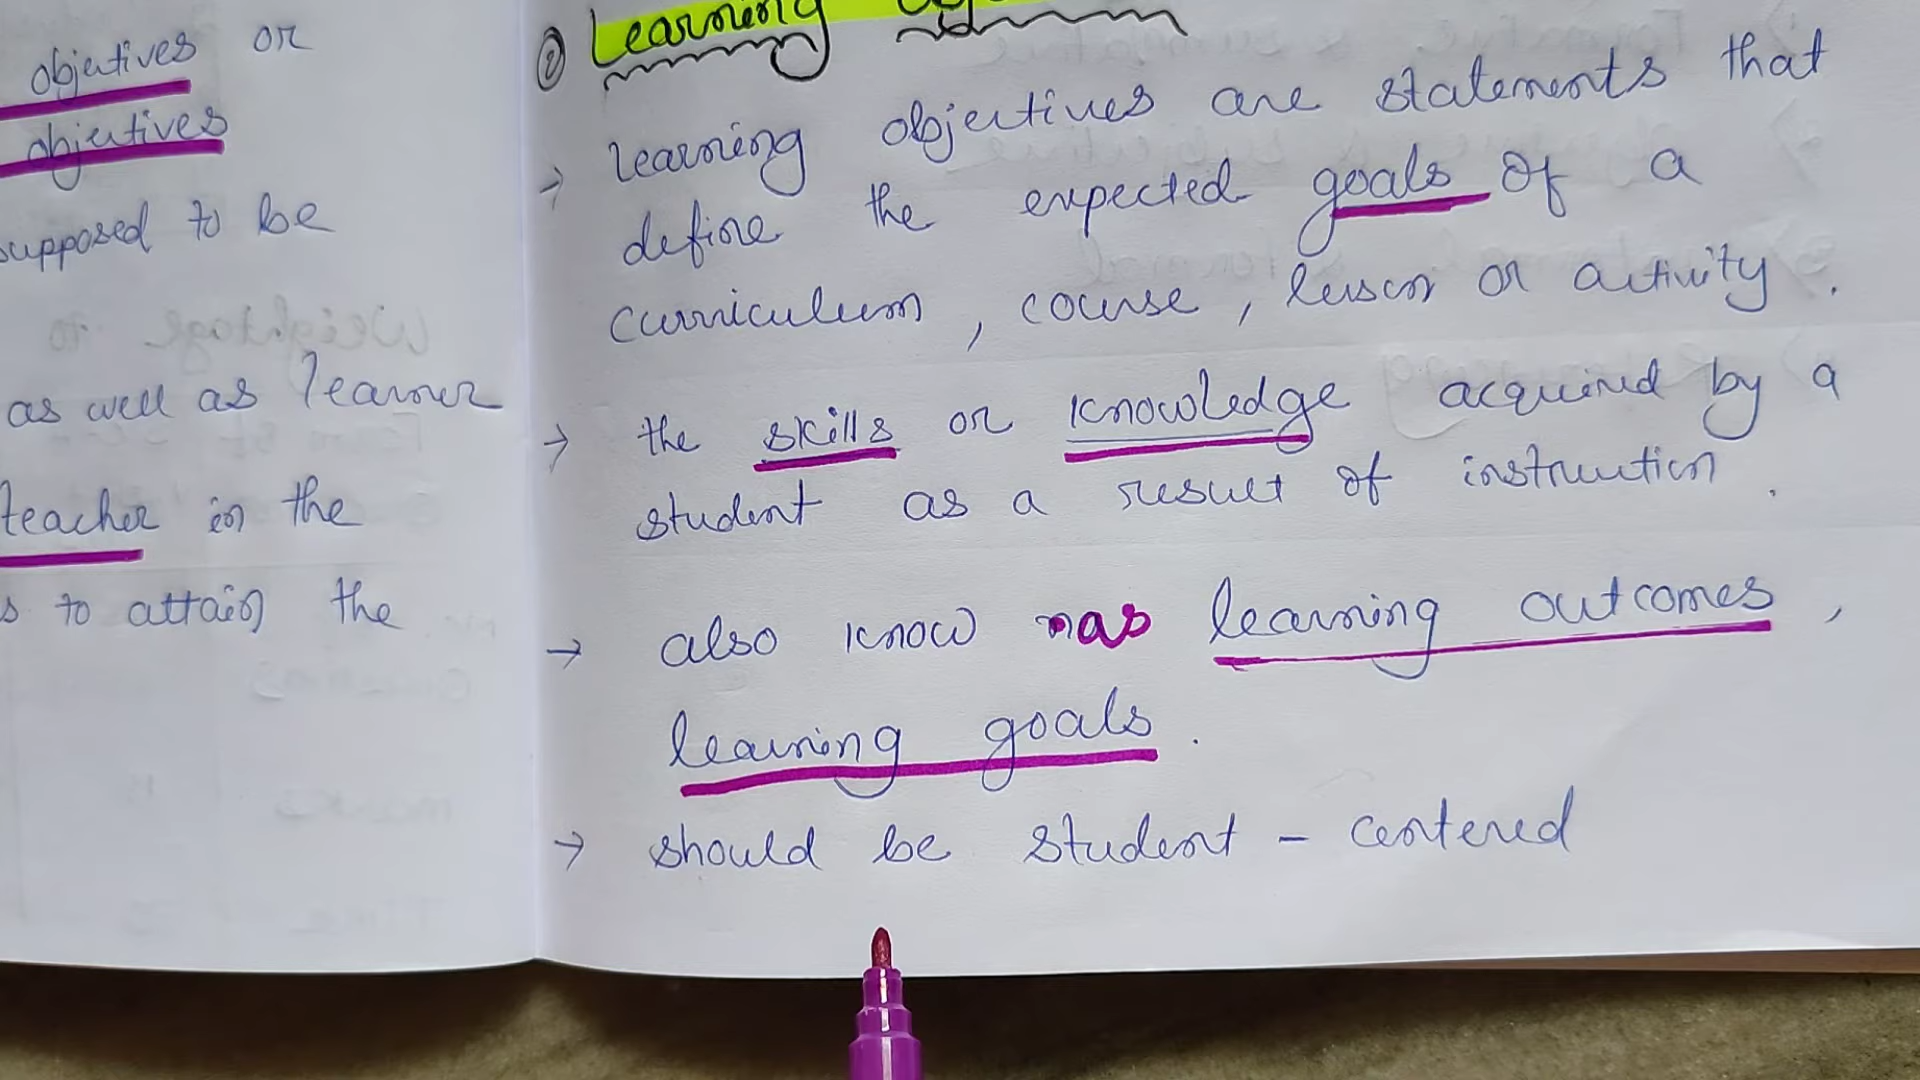 objectives or
objectives
supposed to be
as well as learner
teacher in the
s to attain the
② Learning
→ learning objectives are statements that
define the expected goals of a
curriculum, course, lesson or activity.
→ the skills or knowledge acquired by a
student as a result of instruction.
→ also know nas learning outcomes,
learning goals.
→ should be student - centered